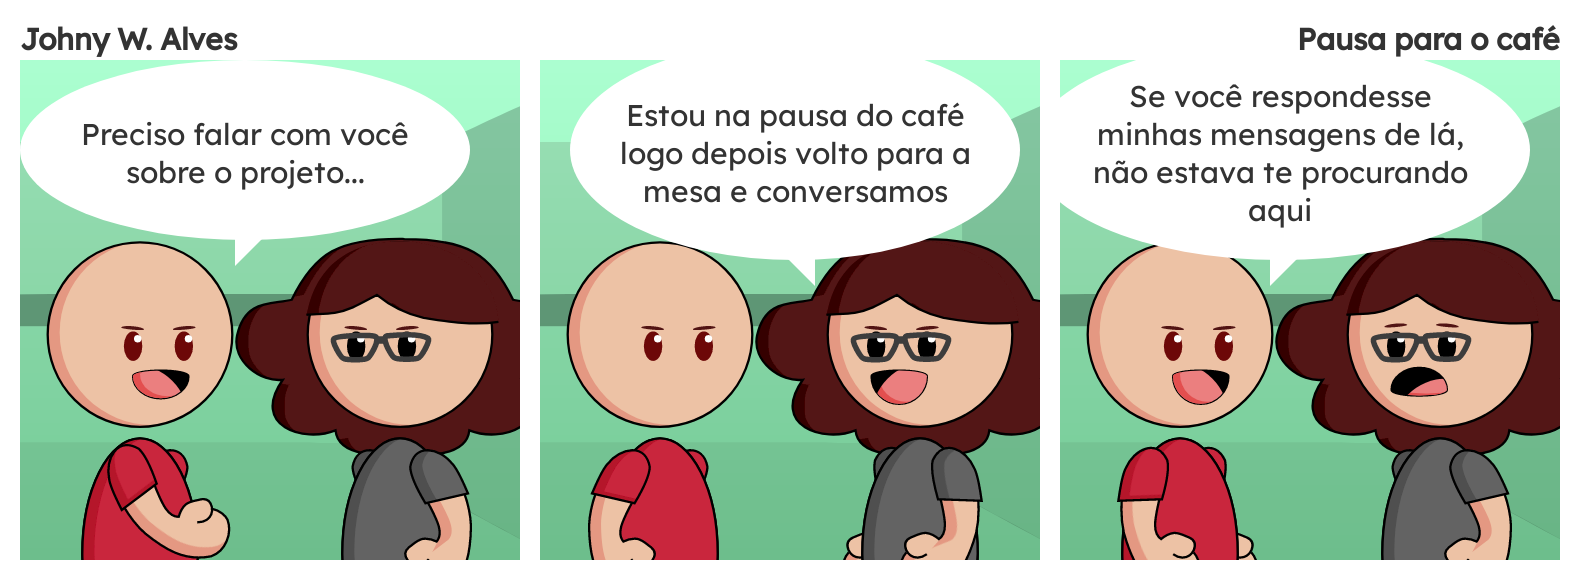 Johny W. Alves
Pausa para o café
Preciso falar com você
sobre o projeto...
Estou na pausa do café
logo depois volto para a
mesa e conversamos
Se você respondesse
minhas mensagens de lá,
não estava te procurando
aqui